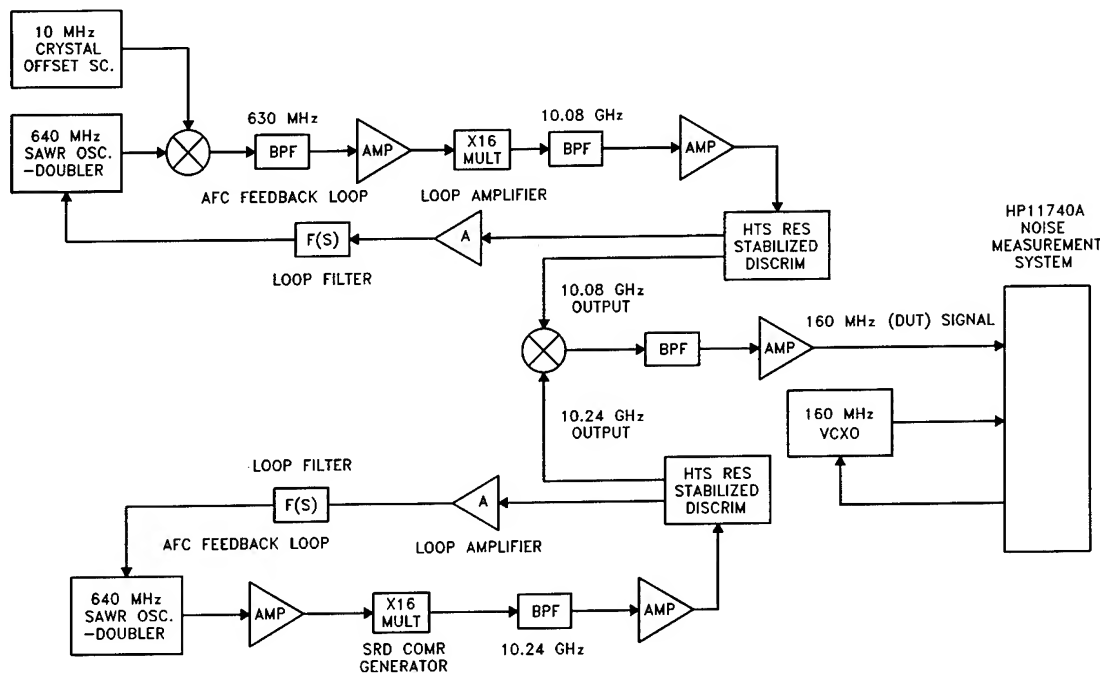 10 MHz
CRYSTAL
OFFSET SC.
640 MHz
SAWR OSC.
-DOUBLER
630 MHz
BPF
AMP
X16
MULT
10.08 GHz
BPF
AMP
AFC FEEDBACK LOOP
LOOP AMPLIFIER
F(S)
A
LOOP FILTER
HTS RES
STABILIZED
DISCRIM
HP11740A
NOISE
MEASUREMENT
SYSTEM
10.08 GHz
OUTPUT
BPF
AMP
160 MHz (DUT) SIGNAL
10.24 GHz
OUTPUT
160 MHz
VCXO
LOOP FILTER
F(S)
A
HTS RES
STABILIZED
DISCRIM
AFC FEEDBACK LOOP
LOOP AMPLIFIER
640 MHz
SAWR OSC.
-DOUBLER
AMP
X16
MULT
BPF
AMP
SRD COMR
GENERATOR
10.24 GHz